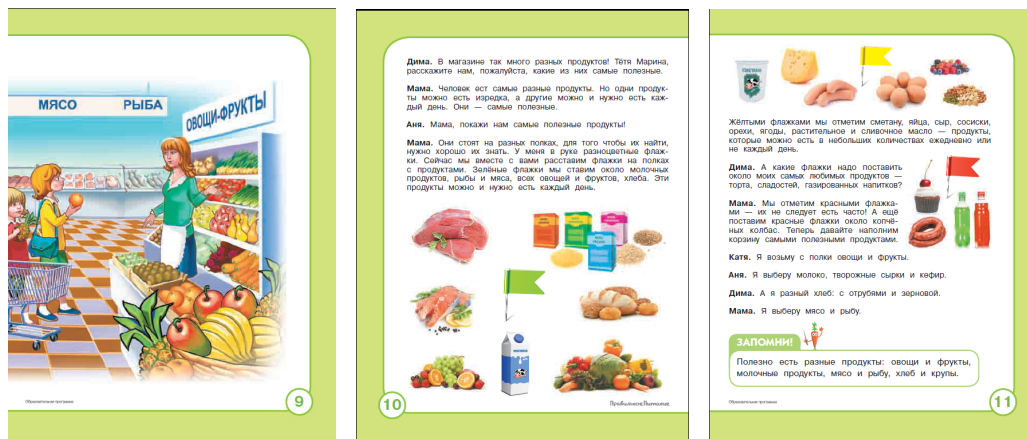 МЯСО
РЫБА
ОВОЩИ-ФРУКТЫ
Образовательная программа
9
Дима. В магазине так много разных продуктов! Тётя Марина,
расскажите нам, пожалуйста, какие из них самые полезные.
Мама. Человек ест самые разные продукты. Но одни продук-
ты можно есть изредка, а другие можно и нужно есть каж-
дый день. Они — самые полезные.
Аня. Мама, покажи нам самые полезные продукты!
Мама. Они стоят на разных полках, для того чтобы их найти,
нужно хорошо их знать. У меня в руке разноцветные флаж-
ки. Сейчас мы вместе с вами расставим флажки на полках
с продуктами. Зелёные флажки мы ставим около молочных
продуктов, рыбы и мяса, всех овощей и фруктов, хлеба. Эти
продукты можно и нужно есть каждый день.
10
Правильное Питание
Жёлтыми флажками мы отметим сметану, яйца, сыр, сосиски,
орехи, ягоды, растительное и сливочное масло — продукты,
которые можно есть в небольших количествах ежедневно или
не каждый день.
Дима. А какие флажки надо поставить
около моих самых любимых продуктов —
торта, сладостей, газированных напитков?
Мама. Мы отметим красными флажка-
ми — их не следует есть часто! А ещё
поставим красные флажки около копчё-
ных колбас. Теперь давайте наполним
корзину самыми полезными продуктами.
Катя. Я возьму с полки овощи и фрукты.
Аня. Я выберу молоко, творожные сырки и кефир.
Дима. А я разный хлеб: с отрубями и зерновой.
Мама. Я выберу мясо и рыбу.
ЗАПОМНИ!
Полезно есть разные продукты: овощи и фрукты,
молочные продукты, мясо и рыбу, хлеб и крупы.
Образовательная программа
11